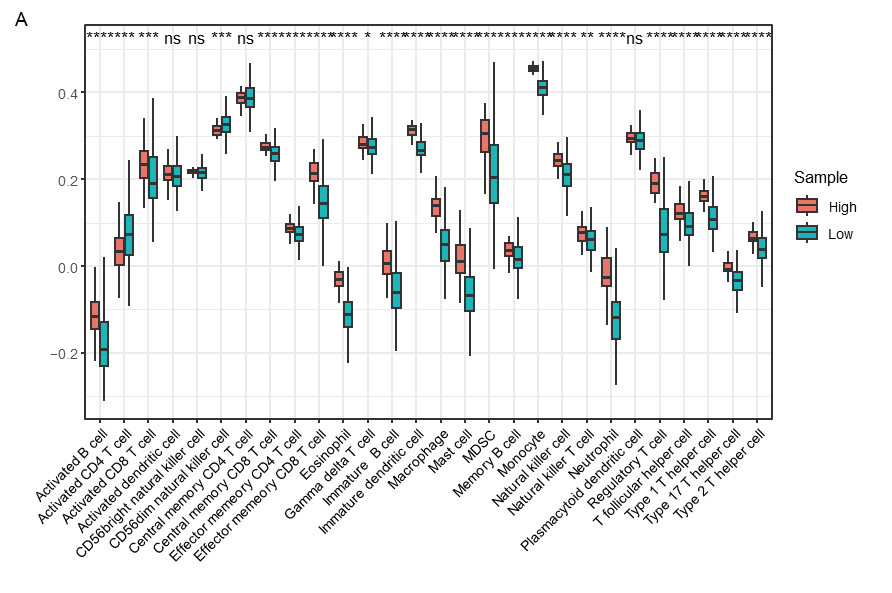 A
**** *** *** ns ns *** ns **** **** **** **** * **** **** **** **** **** **** **** **** ** **** ns **** **** **** **** ****
0.4
0.2
0.0
−0.2
Sample
High
Low
Activated B cell
Activated CD4 T cell
Activated CD8 T cell
Activated dendritic cell
CD56bright natural killer cell
CD56dim natural killer cell
Central memory CD4 T cell
Central memory CD8 T cell
Effector memeory CD4 T cell
Effector memeory CD8 T cell
Eosinophil
Gamma delta T cell
Immature B cell
Immature dendritic cell
Macrophage
Mast cell
MDSC
Memory B cell
Monocyte
Natural killer cell
Natural killer T cell
Neutrophil
Plasmacytoid dendritic cell
Regulatory T cell
T follicular helper cell
Type 1 T helper cell
Type 17 T helper cell
Type 2 T helper cell